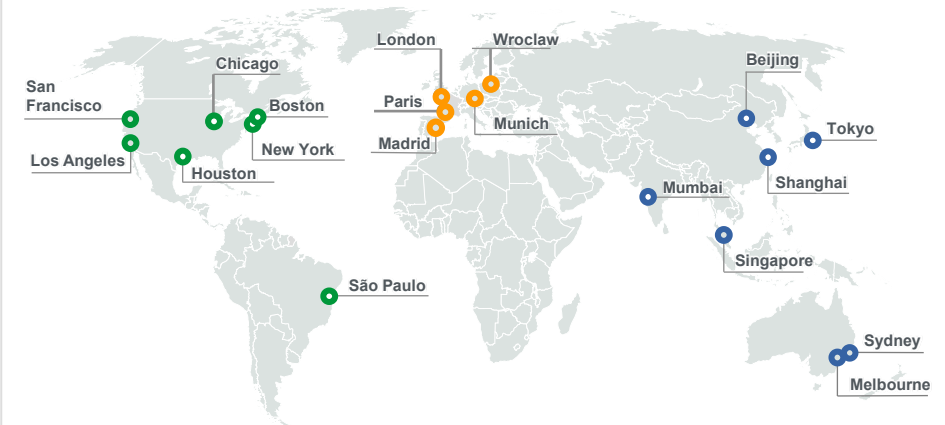 London
Wroclaw
Chicago
Beijing
San
Francisco
Paris
Boston
Tokyo
Munich
Madrid
New York
Los Angeles
Houston
Mumbai
Shanghai
Singapore
São Paulo
Sydney
Melbourne